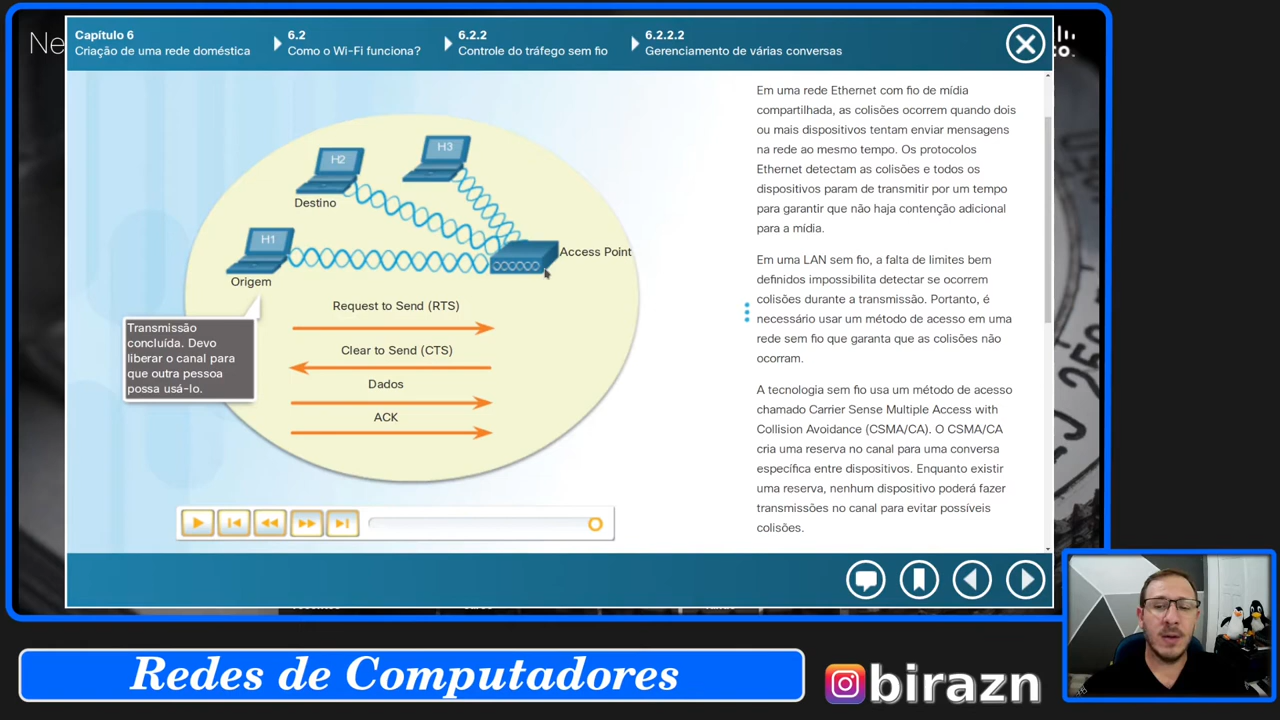 Ne
Capítulo 6
Criação de uma rede doméstica
6.2
Como o Wi-Fi funciona?
6.2.2
Controle do tráfego sem fio
6.2.2.2
Gerenciamento de várias conversas
H3
H2
Destino
H1
Origem
Access Point
Request to Send (RTS)
Clear to Send (CTS)
Dados
ACK
Transmissão
concluída. Devo
liberar o canal para
que outra pessoa
possa usá-lo.
Em uma rede Ethernet com fio de mídia
compartilhada, as colisões ocorrem quando dois
ou mais dispositivos tentam enviar mensagens
na rede ao mesmo tempo. Os protocolos
Ethernet detectam as colisões e todos os
dispositivos param de transmitir por um tempo
para garantir que não haja contenção adicional
para a mídia.
Em uma LAN sem fio, a falta de limites bem
definidos impossibilita detectar se ocorrem
colisões durante a transmissão. Portanto, é
necessário usar um método de acesso em uma
rede sem fio que garanta que as colisões não
ocorram.
A tecnologia sem fio usa um método de acesso
chamado Carrier Sense Multiple Access with
Collision Avoidance (CSMA/CA). O CSMA/CA
cria uma reserva no canal para uma conversa
específica entre dispositivos. Enquanto existir
uma reserva, nenhum dispositivo poderá fazer
transmissões no canal para evitar possíveis
colisões.
Redes de Computadores
birazn